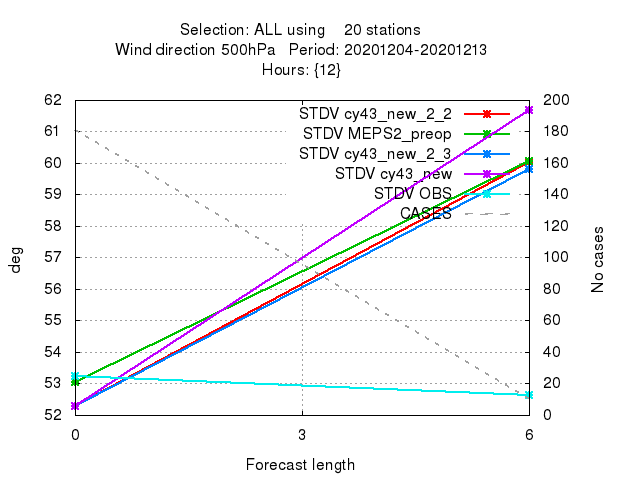 Selection: ALL using 20 stations
Wind direction 500hPa Period: 20201204-20201213
Hours: {12}
STDV cy43_new_2_2
STDV MEPS2_preop
STDV cy43_new_2_3
STDV cy43_new
STDV OBS
CASES
deg
62
61
60
59
58
57
56
55
54
53
52
200
180
160
140
120
100
80
60
40
20
0
No cases
0 3 6
Forecast length